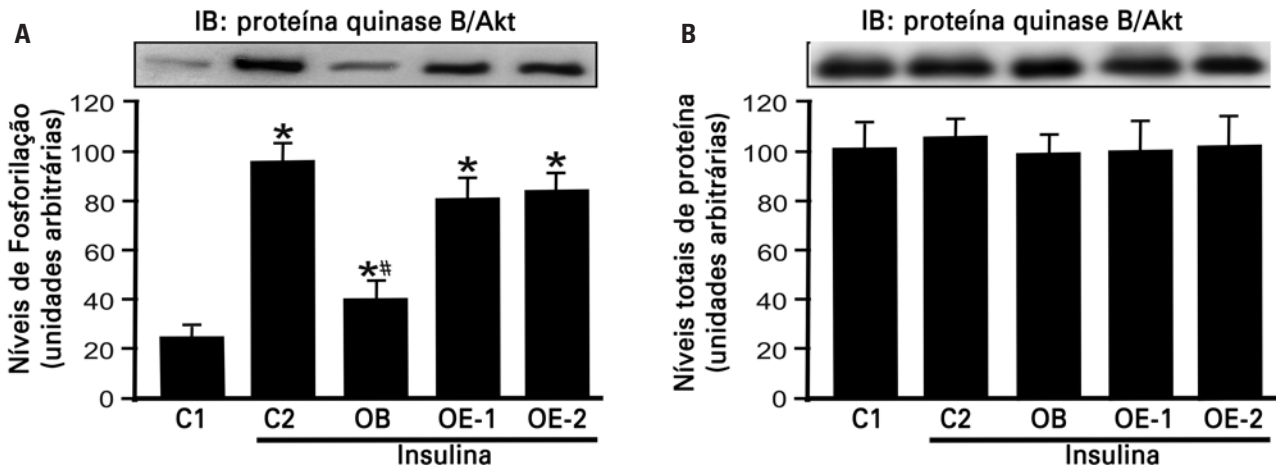 A
IB: proteína quinase B/Akt
Níveis de Fosforilação
(unidades arbitrárias)
120
100
80
60
40
20
0
*
*#
*
*
C1
C2
OB
OE-1
OE-2
Insulina
B
IB: proteína quinase B/Akt
Níveis totais de proteína
(unidades arbitrárias)
120
100
80
60
40
20
0
C1
C2
OB
OE-1
OE-2
Insulina